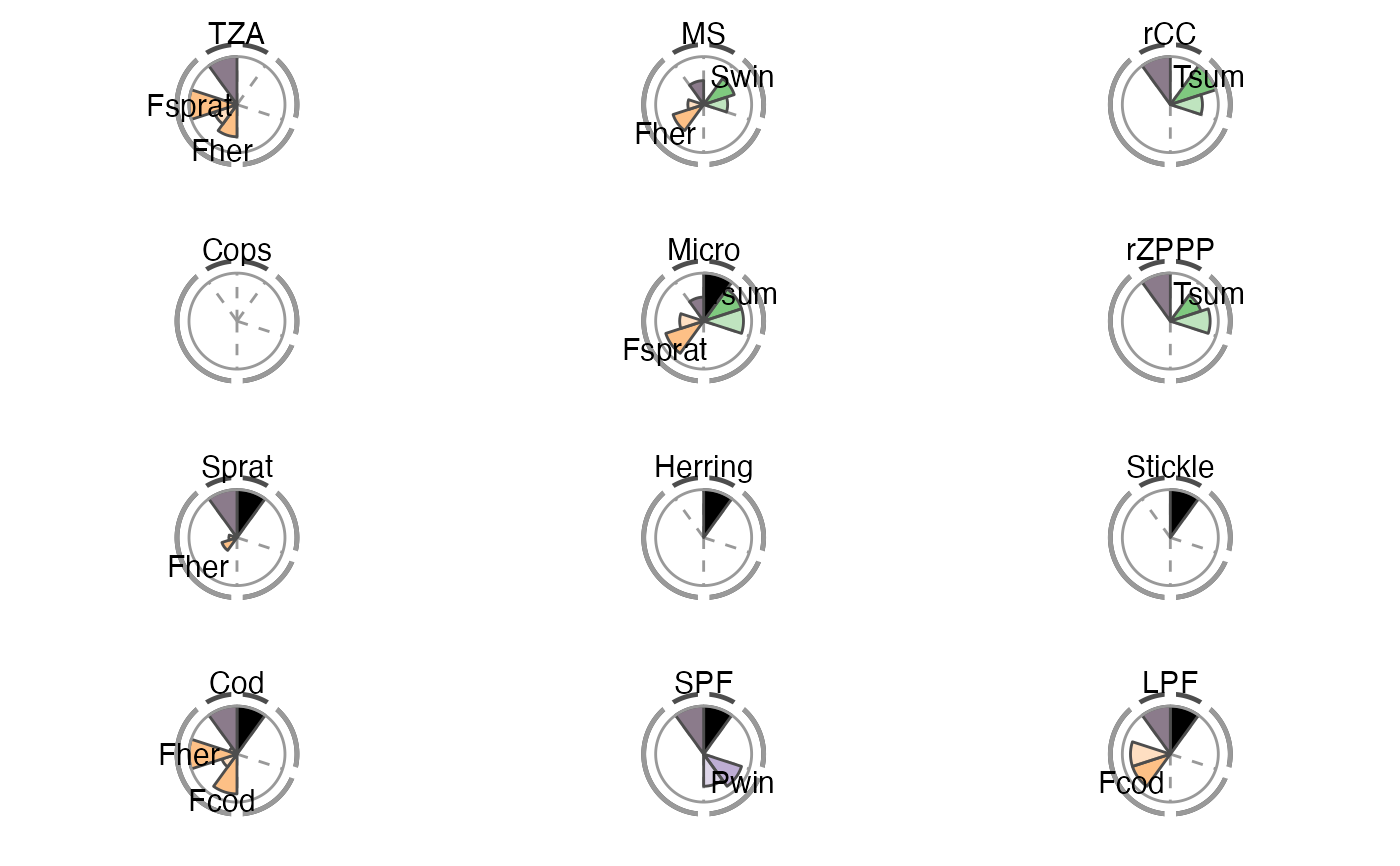 TZA
Fsprat
Fher
MS
Swin
Fher
rCC
Tsum
Cops
Micro
Tsum
Fsprat
rZPPP
Tsum
Sprat
Fher
Herring
Stickle
Cod
Fher
Fcod
SPF
Pwin
LPF
Fcod